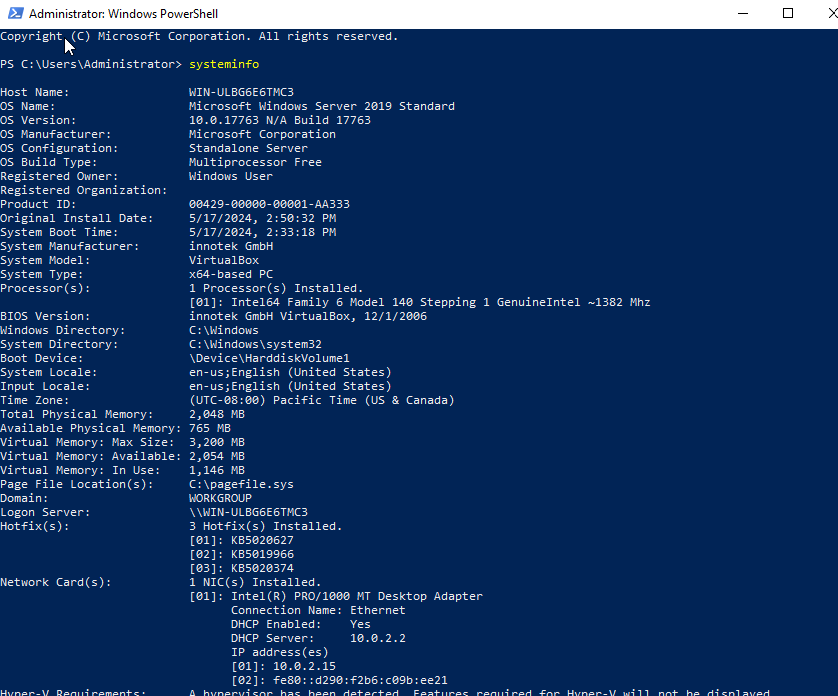 Administrator: Windows PowerShell
Copyright (C) Microsoft Corporation. All rights reserved.
PS C:\Users\Administrator> systeminfo
Host Name: WIN-ULBG6E6TMC3
OS Name: Microsoft Windows Server 2019 Standard
OS Version: 10.0.17763 N/A Build 17763
OS Manufacturer: Microsoft Corporation
OS Configuration: Standalone Server
OS Build Type: Multiprocessor Free
Registered Owner: Windows User
Registered Organization:
Product ID: 00429-00000-00001-AA333
Original Install Date: 5/17/2024, 2:50:32 PM
System Boot Time: 5/17/2024, 2:33:18 PM
System Manufacturer: innotek GmbH
System Model: VirtualBox
System Type: x64-based PC
Processor(s): 1 Processor(s) Installed.
[01]: Intel64 Family 6 Model 140 Stepping 1 GenuineIntel ~1382 Mhz
BIOS Version: innotek GmbH VirtualBox, 12/1/2006
Windows Directory: C:\Windows
System Directory: C:\Windows\system32
Boot Device: \Device\HarddiskVolume1
System Locale: en-us;English (United States)
Input Locale: en-us;English (United States)
Time Zone: (UTC-08:00) Pacific Time (US & Canada)
Total Physical Memory: 2,048 MB
Available Physical Memory: 765 MB
Virtual Memory: Max Size: 3,200 MB
Virtual Memory: Available: 2,054 MB
Virtual Memory: In Use: 1,146 MB
Page File Location(s): C:\pagefile.sys
Domain: WORKGROUP
Logon Server: \\WIN-ULBG6E6TMC3
Hotfix(s): 3 Hotfix(s) Installed.
[01]: KB5020627
[02]: KB5019966
[03]: KB5020374
Network Card(s): 1 NIC(s) Installed.
[01]: Intel(R) PRO/1000 MT Desktop Adapter
Connection Name: Ethernet
DHCP Enabled: Yes
DHCP Server: 10.0.2.2
IP address(es)
[01]: 10.0.2.15
[02]: fe80::d290:f2b6:c09b:ee21
Hyper-V Requirements: A hypervisor has been detected. Features required for Hyper-V will not be displayed.